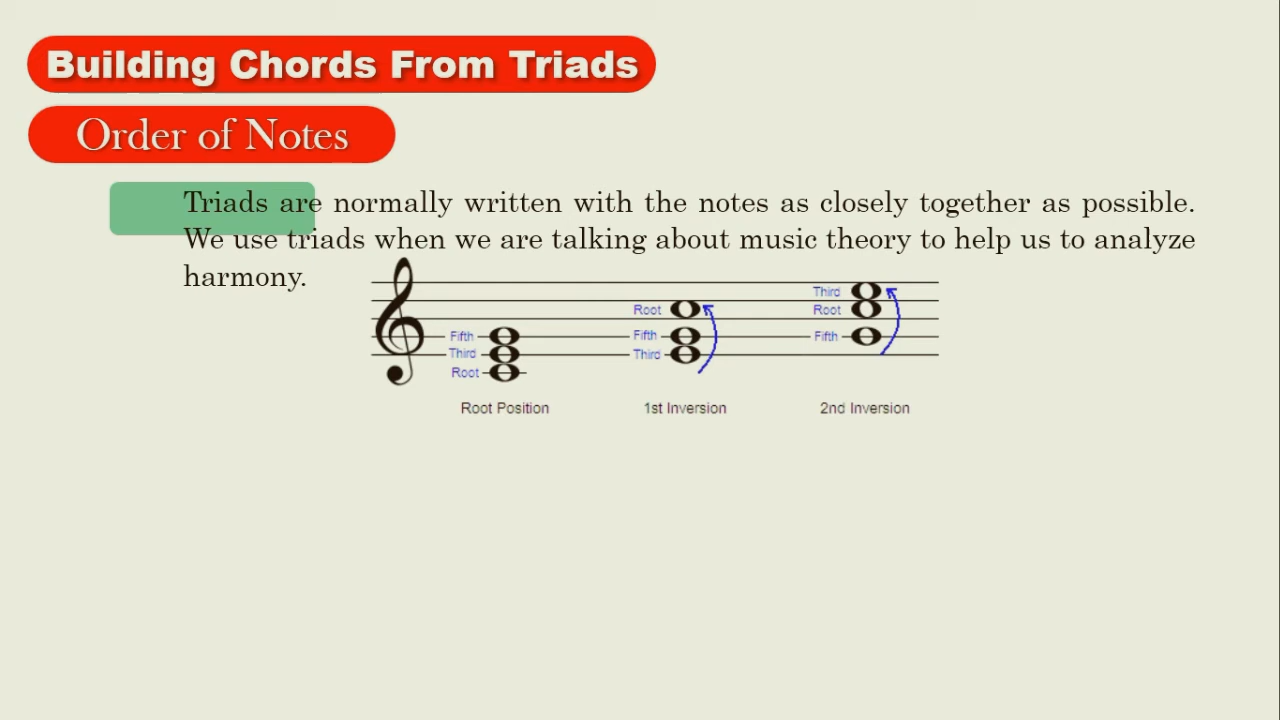 Building Chords From Triads
Order of Notes
Triads are normally written with the notes as closely together as possible.
We use triads when we are talking about music theory to help us to analyze
harmony.
Third
Root Root
Fifth Fifth Fifth
Third Third
Root
Root Position 1st Inversion 2nd Inversion